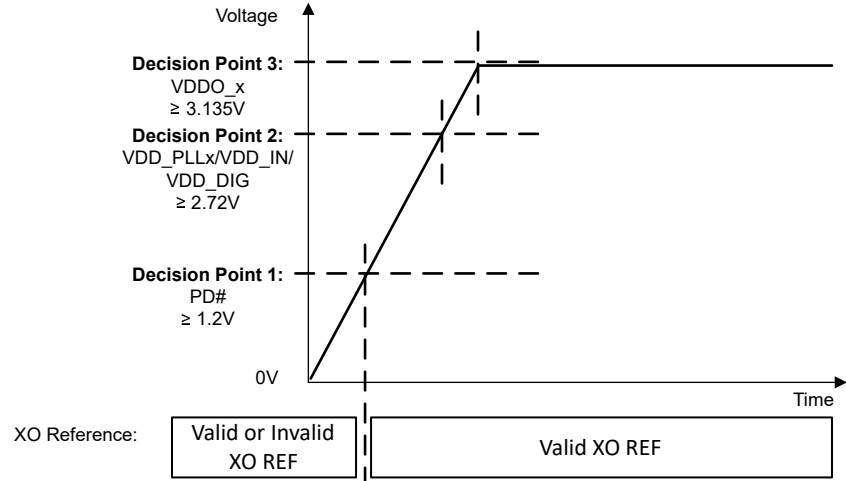 Voltage
Decision Point 3:
VDDO_x
≥ 3.135V
Decision Point 2:
VDD_PLLx/VDD_IN/
VDD_DIG
≥ 2.72V
Decision Point 1:
PD#
≥ 1.2V
0V
Time
XO Reference:
Valid or Invalid
XO REF
Valid XO REF